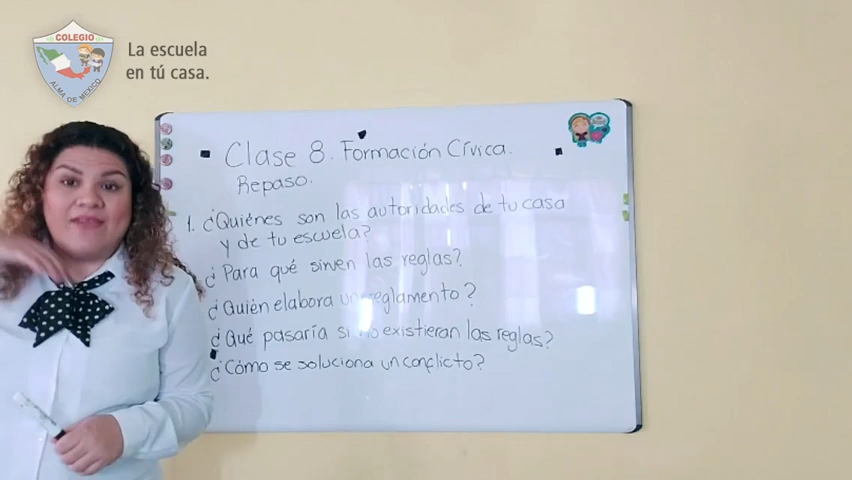 COLEGIO
ALMA DE MEXICO
La escuela
en tú casa.
Clase 8. Formación Cívica.
Repaso.
1. ¿Quiénes son las autoridades de tu casa
y de tu escuela?
¿Para qué sirven las reglas?
¿Quién elabora un reglamento?
¿Qué pasaría si no existieran las reglas?
¿Cómo se soluciona un conflicto?